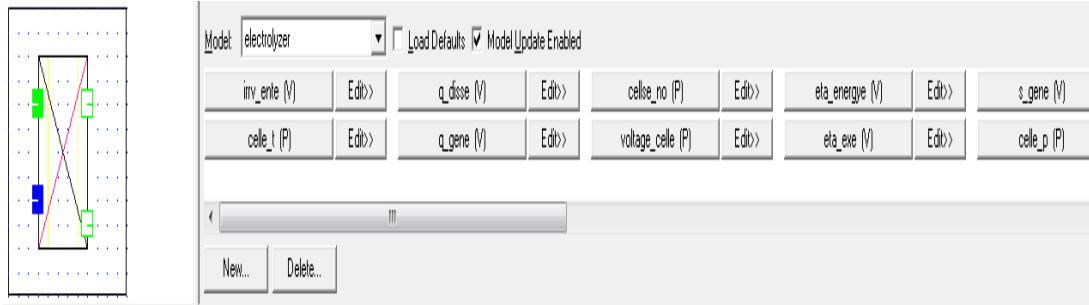 Model: electrolyzer Load Defaults Model Update Enabled
irrv_ente (V) Edit>> q_disse (V) Edit>> cellse_no (P) Edit>> eta_energye (V) Edit>> s_gene (V)
celle_t (P) Edit>> q_gene (V) Edit>> voltage_celle (P) Edit>> eta_exe (V) Edit>> celle_p (P)
New... Delete...